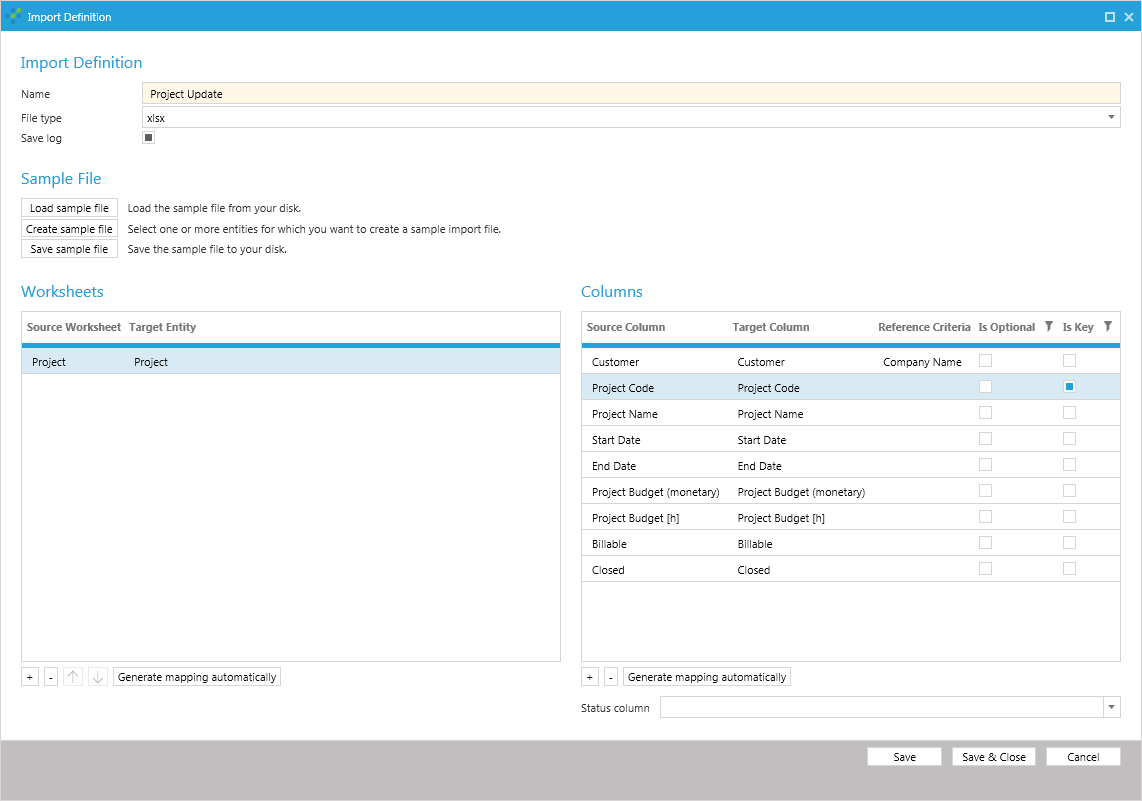 Import Definition
Import Definition
Name Project Update
File type xlsx
Save log
Sample File
Load sample file Load the sample file from your disk.
Create sample file Select one or more entities for which you want to create a sample import file.
Save sample file Save the sample file to your disk.
Worksheets
Source Worksheet Target Entity
Project Project
+ - Generate mapping automatically
Columns
Source Column Target Column Reference Criteria Is Optional Is Key
Customer Customer Company Name
Project Code Project Code
Project Name Project Name
Start Date Start Date
End Date End Date
Project Budget (monetary) Project Budget (monetary)
Project Budget [h] Project Budget [h]
Billable Billable
Closed Closed
+ - Generate mapping automatically
Status column
Save Save & Close Cancel